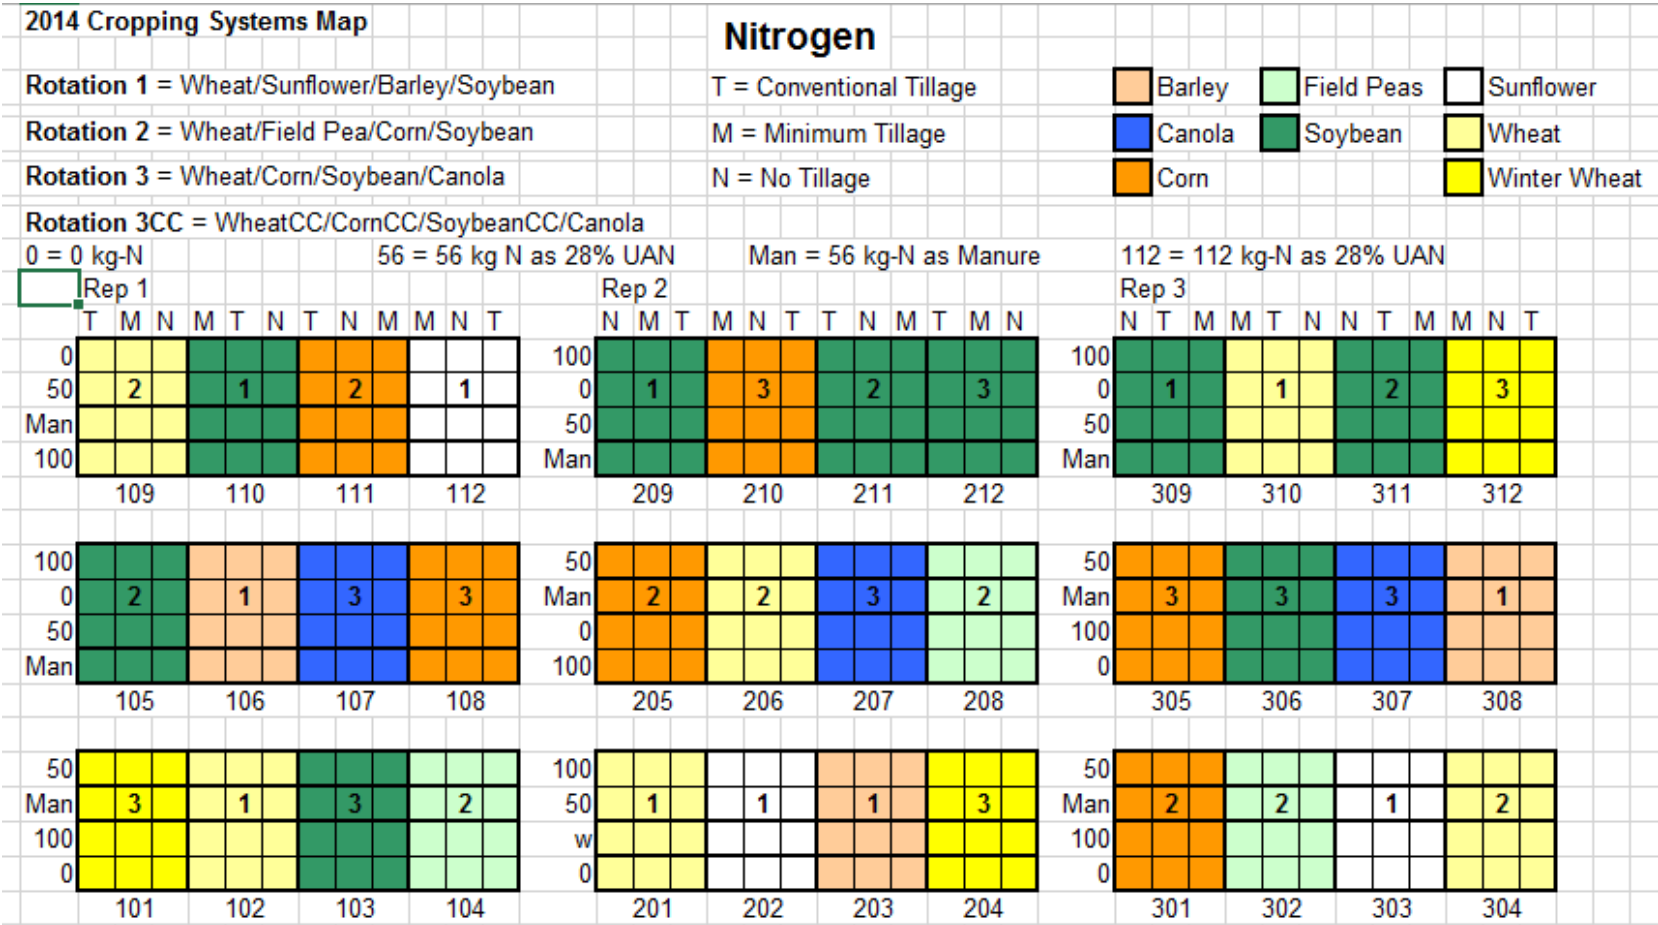 2014 Cropping Systems Map
Nitrogen
Rotation 1 = Wheat/Sunflower/Barley/Soybean T = Conventional Tillage Barley Field Peas Sunflower
Rotation 2 = Wheat/Field Pea/Corn/Soybean M = Minimum Tillage Canola Soybean Wheat
Rotation 3 = Wheat/Corn/Soybean/Canola N = No Tillage Corn Winter Wheat
Rotation 3CC = WheatCC/CornCC/SoybeanCC/Canola
0 = 0 kg-N 56 = 56 kg N as 28% UAN Man = 56 kg-N as Manure 112 = 112 kg-N as 28% UAN
Rep 1 Rep 2 Rep 3
T M N M T N T N M M N T N M T M N T T N M T M N N T M M T N N T M M N T
0 100 100
50 2 1 2 1 0 1 3 2 3 0 1 1 2 3
Man 50 50
100 Man Man
109 110 111 112 209 210 211 212 309 310 311 312
100 50 50
0 2 1 3 3 Man 2 2 3 2 Man 3 3 3 1
50 0 100
Man 100 0
105 106 107 108 205 206 207 208 305 306 307 308
50 100 50
Man 3 1 3 2 50 1 1 1 3 Man 2 2 1 2
100 w 100
0 0 0
101 102 103 104 201 202 203 204 301 302 303 304